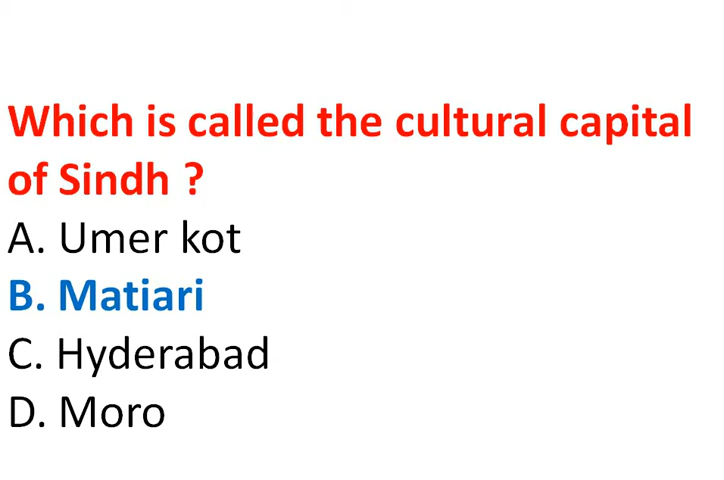 Which is called the cultural capital
of Sindh ?
A. Umer kot
B. Matiari
C. Hyderabad
D. Moro